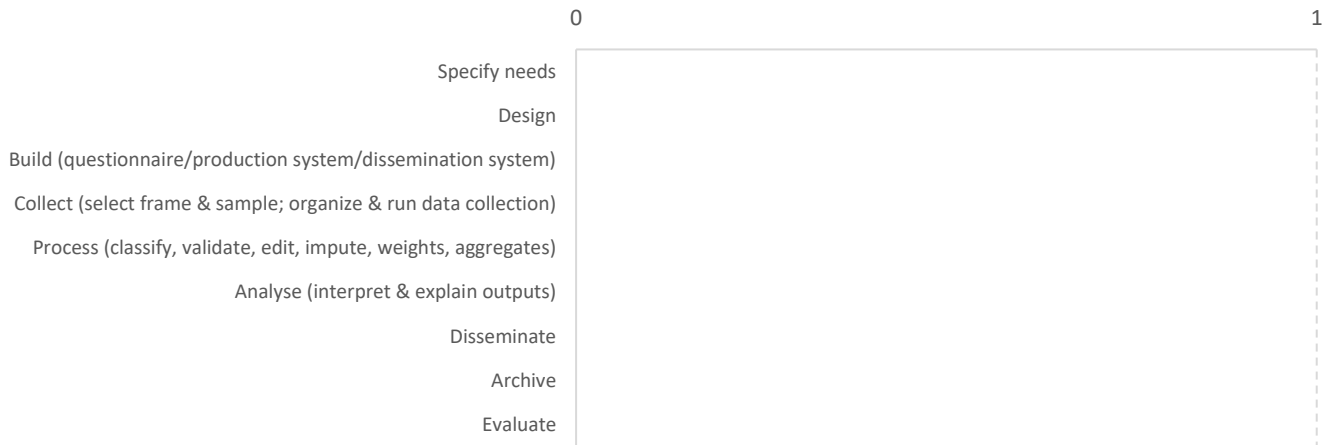 0 1
Specify needs
Design
Build (questionnaire/production system/dissemination system)
Collect (select frame & sample; organize & run data collection)
Process (classify, validate, edit, impute, weights, aggregates)
Analyse (interpret & explain outputs)
Disseminate
Archive
Evaluate